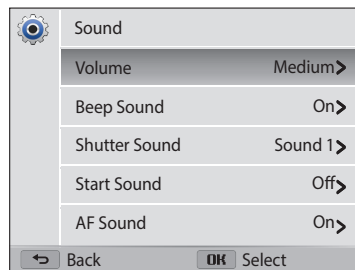 Sound
Volume Medium
Beep Sound On
Shutter Sound Sound 1
Start Sound Off
AF Sound On
Back OK Select